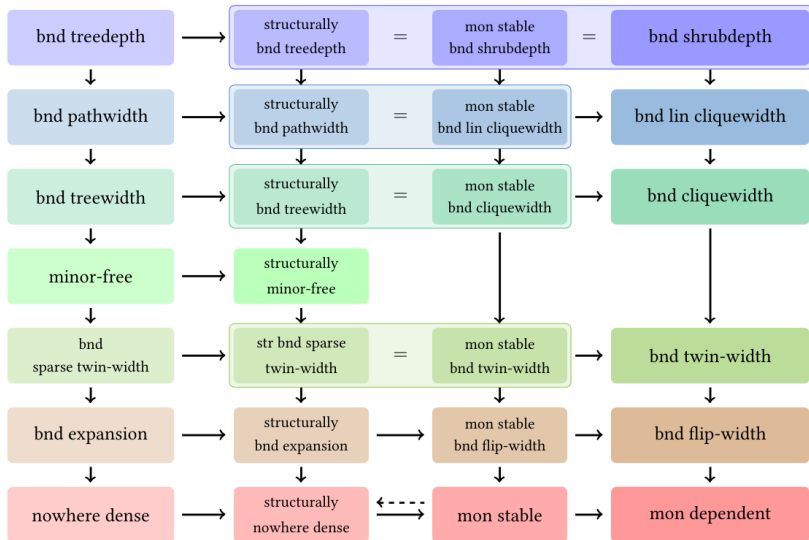 bnd treedepth
structurally
bnd treedepth
=
mon stable
bnd shrubdepth
=
bnd shrubdepth
bnd pathwidth
structurally
bnd pathwidth
=
mon stable
bnd lin cliquewidth
bnd lin cliquewidth
bnd treewidth
structurally
bnd treewidth
=
mon stable
bnd cliquewidth
bnd cliquewidth
minor-free
structurally
minor-free
bnd
sparse twin-width
str bnd sparse
twin-width
=
mon stable
bnd twin-width
bnd twin-width
bnd expansion
structurally
bnd expansion
mon stable
bnd flip-width
bnd flip-width
nowhere dense
structurally
nowhere dense
mon stable
mon dependent